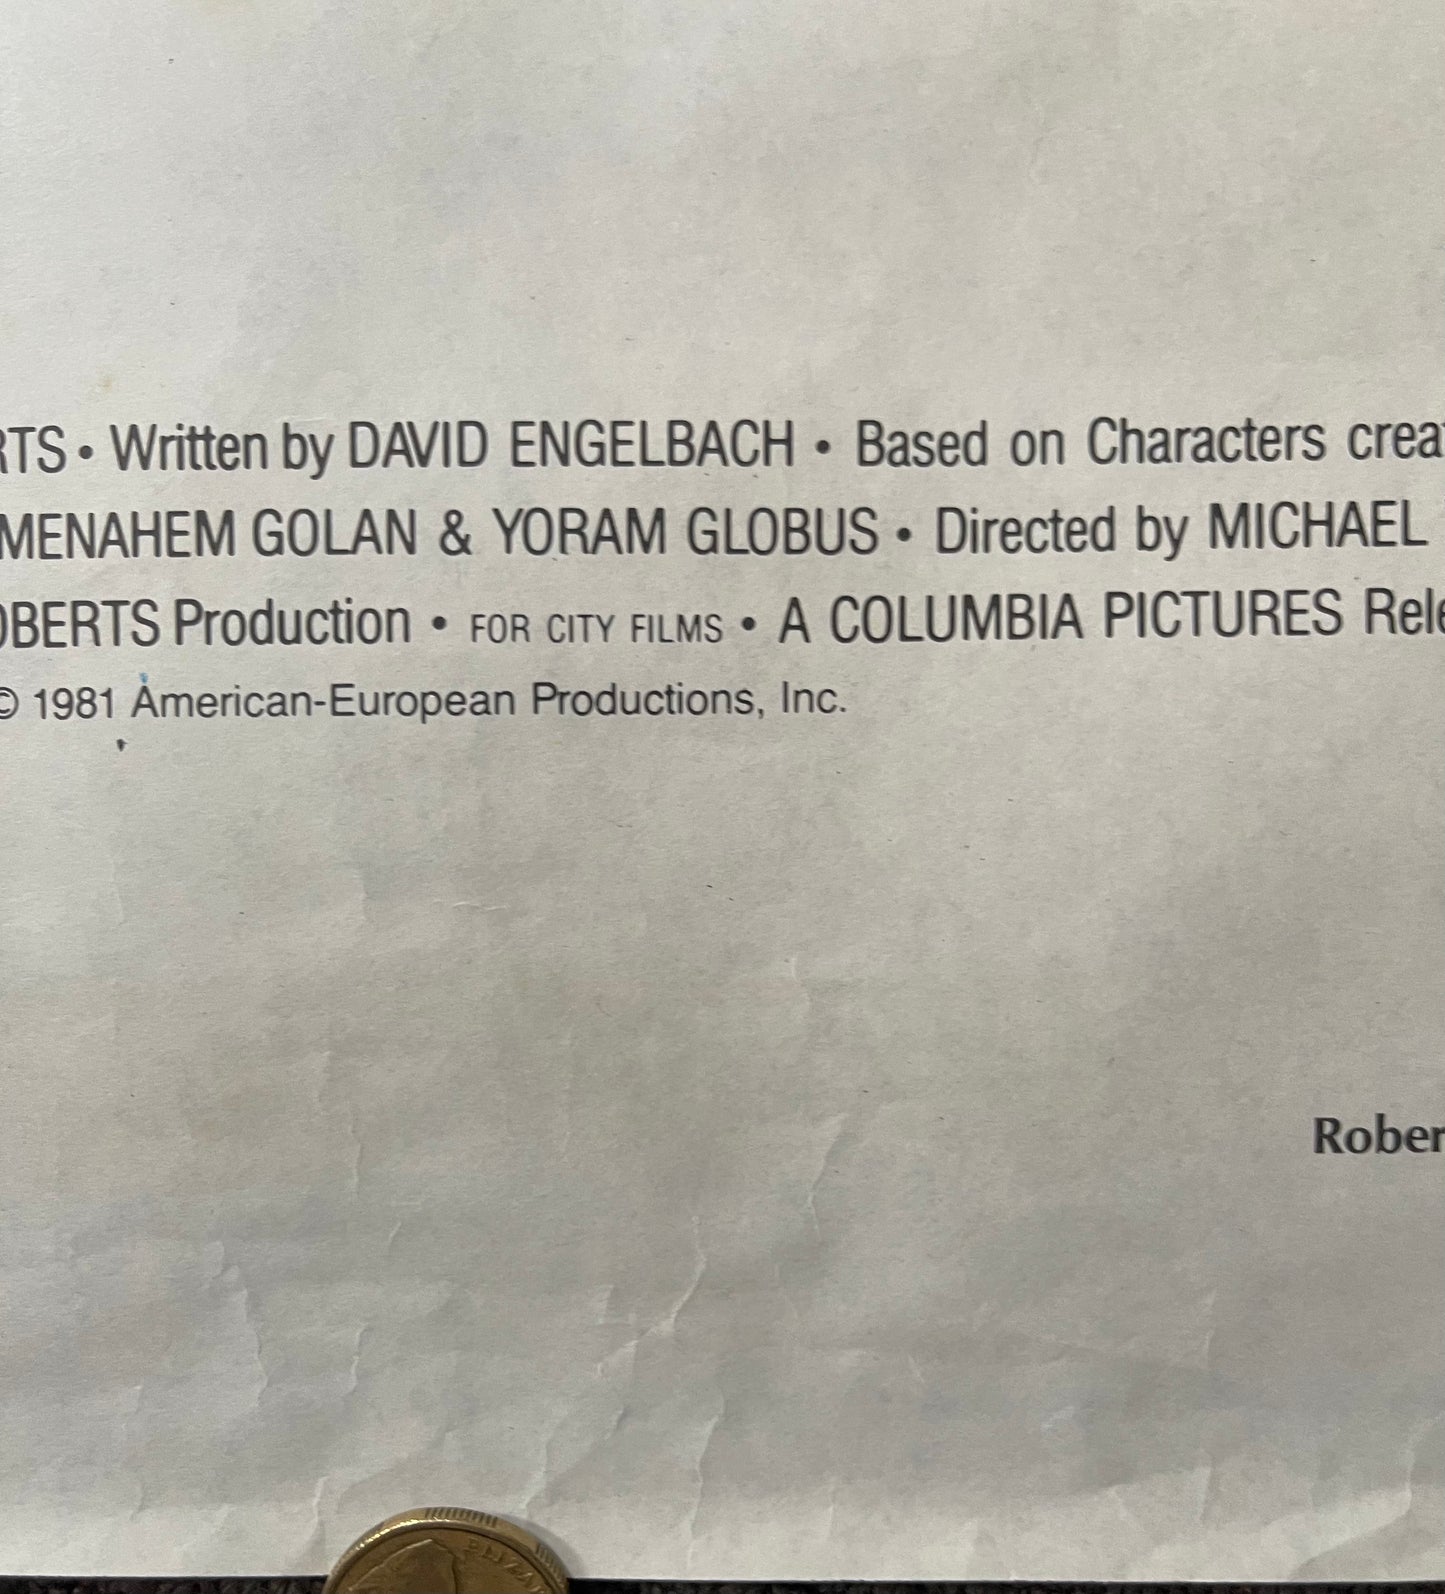 RTS • Written by DAVID ENGELBACH • Based on Characters crea
MENAHEM GOLAN & YORAM GLOBUS • Directed by MICHAEL
OBERTS Production • FOR CITY FILMS • A COLUMBIA PICTURES Rele
© 1981 American-European Productions, Inc.
Rober
ELIZA